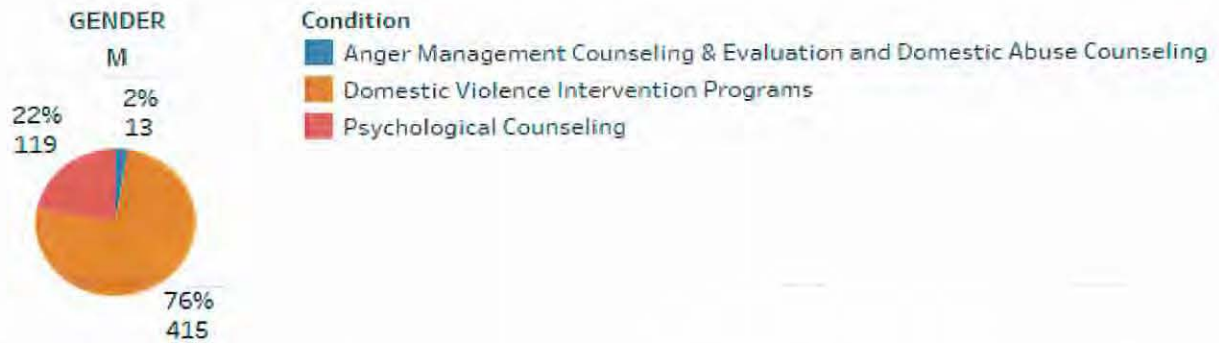 GENDER
M
2%
13
22%
119
76%
415
Condition
Anger Management Counseling & Evaluation and Domestic Abuse Counseling
Domestic Violence Intervention Programs
Psychological Counseling